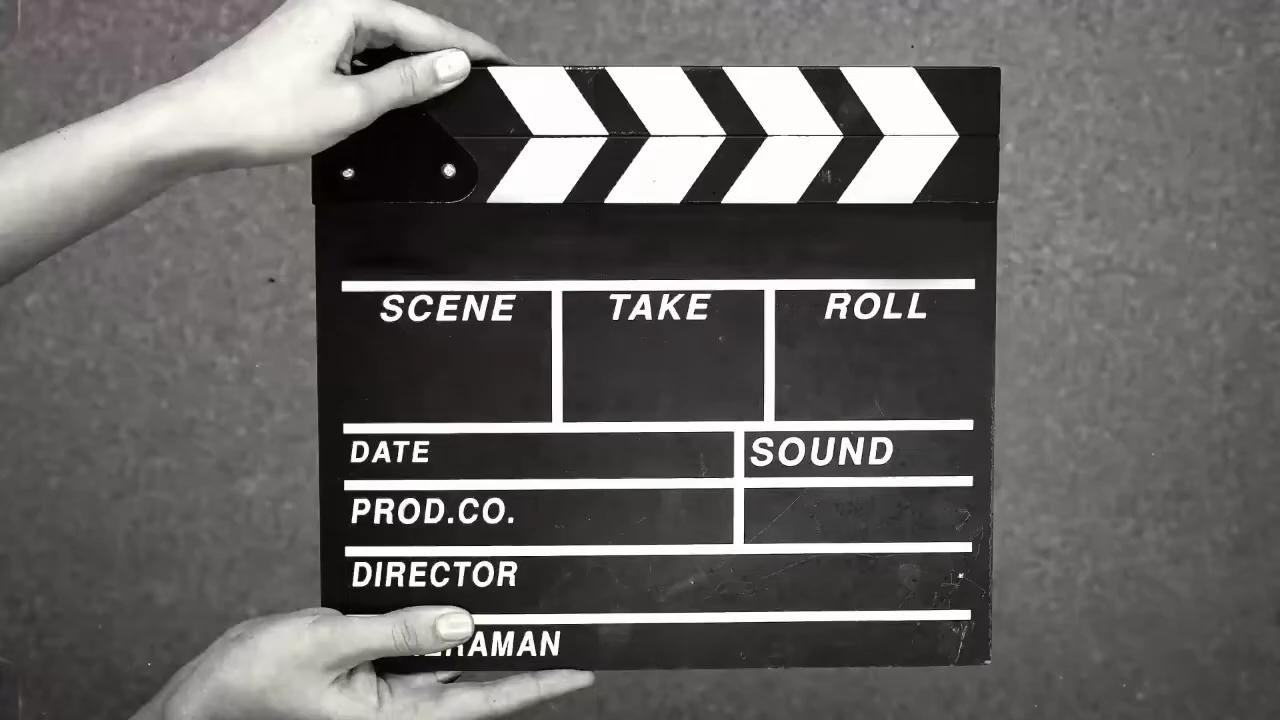 SCENE TAKE ROLL
DATE SOUND
PROD.CO.
DIRECTOR